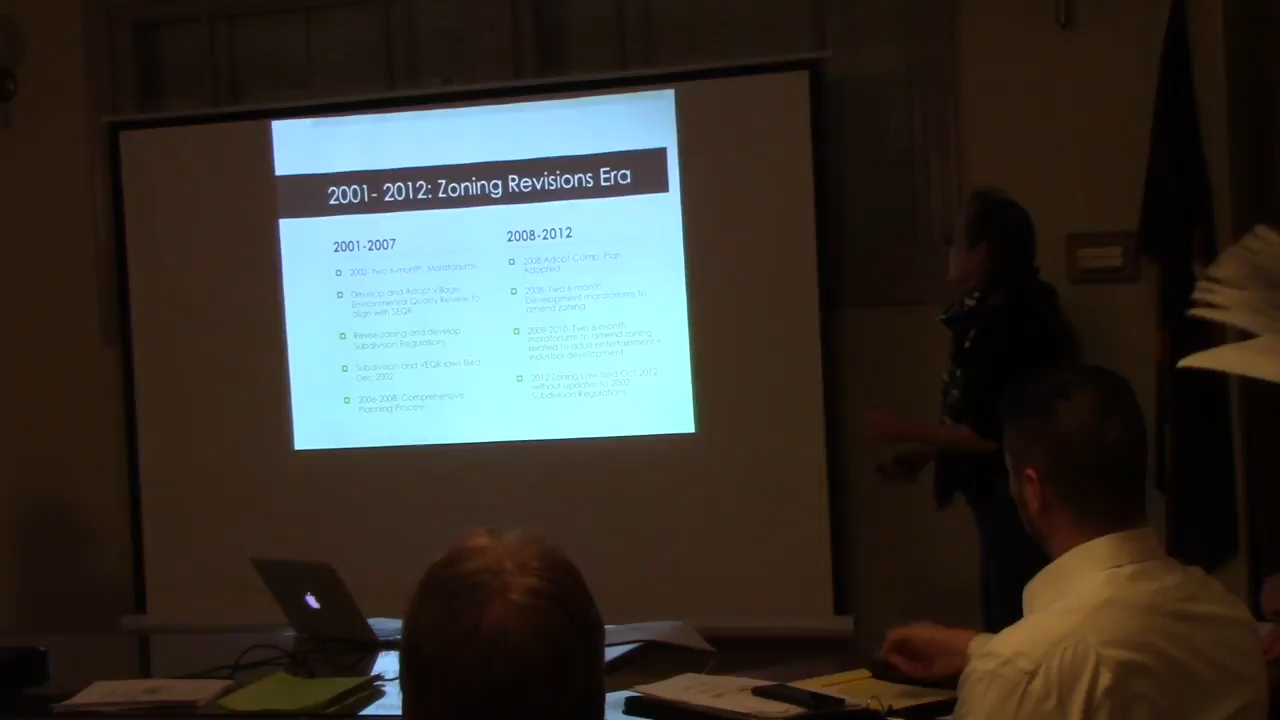 2001- 2012: Zoning Revisions Era
2001-2007
2002- two 6-month Moratoriums
Develop and Adopt Village
Environmental Quality Review to
align with SEQR
Revise zoning and develop
Subdivision Regulations
Subdivision and VEQR laws filed
Dec 2002
2006-2008: Comprehensive
Planning Process
2008-2012
2008 Adopt Comp. Plan
Adopted
2008: Two 6-month
Development moratoriums to
amend zoning
2009-2010- Two 6-month
moratoriums to amend zoning
related to adult entertainment +
industrial development
2012 Zoning Law filed Oct 2012
without updates to 2002
Subdivision Regulations